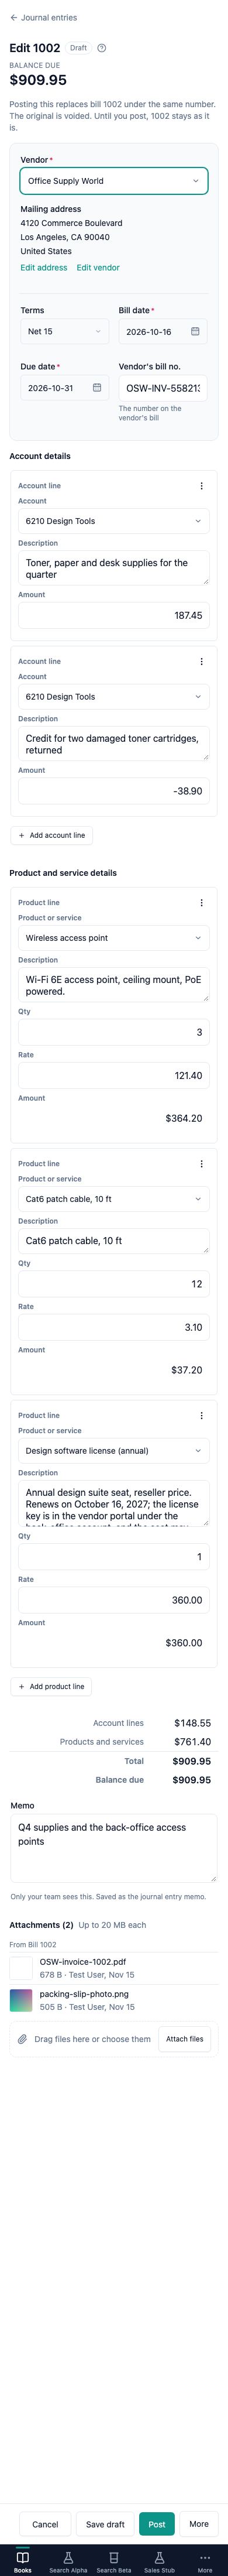 Journal entries
Edit 1002 Draft
BALANCE DUE
$909.95
Posting this replaces bill 1002 under the same number.
The original is voided. Until you post, 1002 stays as it
is.
Vendor*
Office Supply World
Mailing address
4120 Commerce Boulevard
Los Angeles, CA 90040
United States
Edit address Edit vendor
Terms Bill date*
Net 15 2026-10-16
Due date* Vendor's bill no.
2026-10-31 OSW-INV-558213
The number on the
vendor's bill
Account details
Account line
Account
6210 Design Tools
Description
Toner, paper and desk supplies for the
quarter
Amount
187.45
Account line
Account
6210 Design Tools
Description
Credit for two damaged toner cartridges,
returned
Amount
-38.90
+ Add account line
Product and service details
Product line
Product or service
Wireless access point
Description
Wi-Fi 6E access point, ceiling mount, PoE
powered.
Qty
3
Rate
121.40
Amount
$364.20
Product line
Product or service
Cat6 patch cable, 10 ft
Description
Cat6 patch cable, 10 ft
Qty
12
Rate
3.10
Amount
$37.20
Product line
Product or service
Design software license (annual)
Description
Annual design suite seat, reseller price.
Renews on October 16, 2027; the license
key is in the vendor portal under the
back-office account, and the seat may
Qty
1
Rate
360.00
Amount
$360.00
+ Add product line
Account lines $148.55
Products and services $761.40
Total $909.95
Balance due $909.95
Memo
Q4 supplies and the back-office access
points
Only your team sees this. Saved as the journal entry memo.
Attachments (2) Up to 20 MB each
From Bill 1002
OSW-invoice-1002.pdf
678 B · Test User, Nov 15
packing-slip-photo.png
505 B · Test User, Nov 15
Drag files here or choose them Attach files
Cancel Save draft Post More
Books Search Alpha Search Beta Sales Stub More